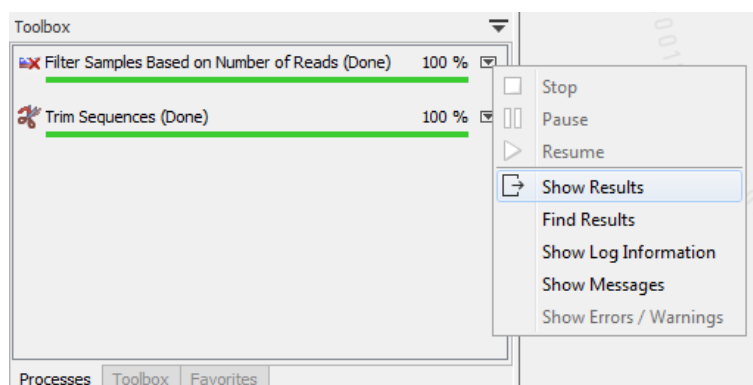 Toolbox
Filter Samples Based on Number of Reads (Done) 100 %
Trim Sequences (Done) 100 %
Stop
Pause
Resume
Show Results
Find Results
Show Log Information
Show Messages
Show Errors / Warnings
Processes Toolbox Favorites